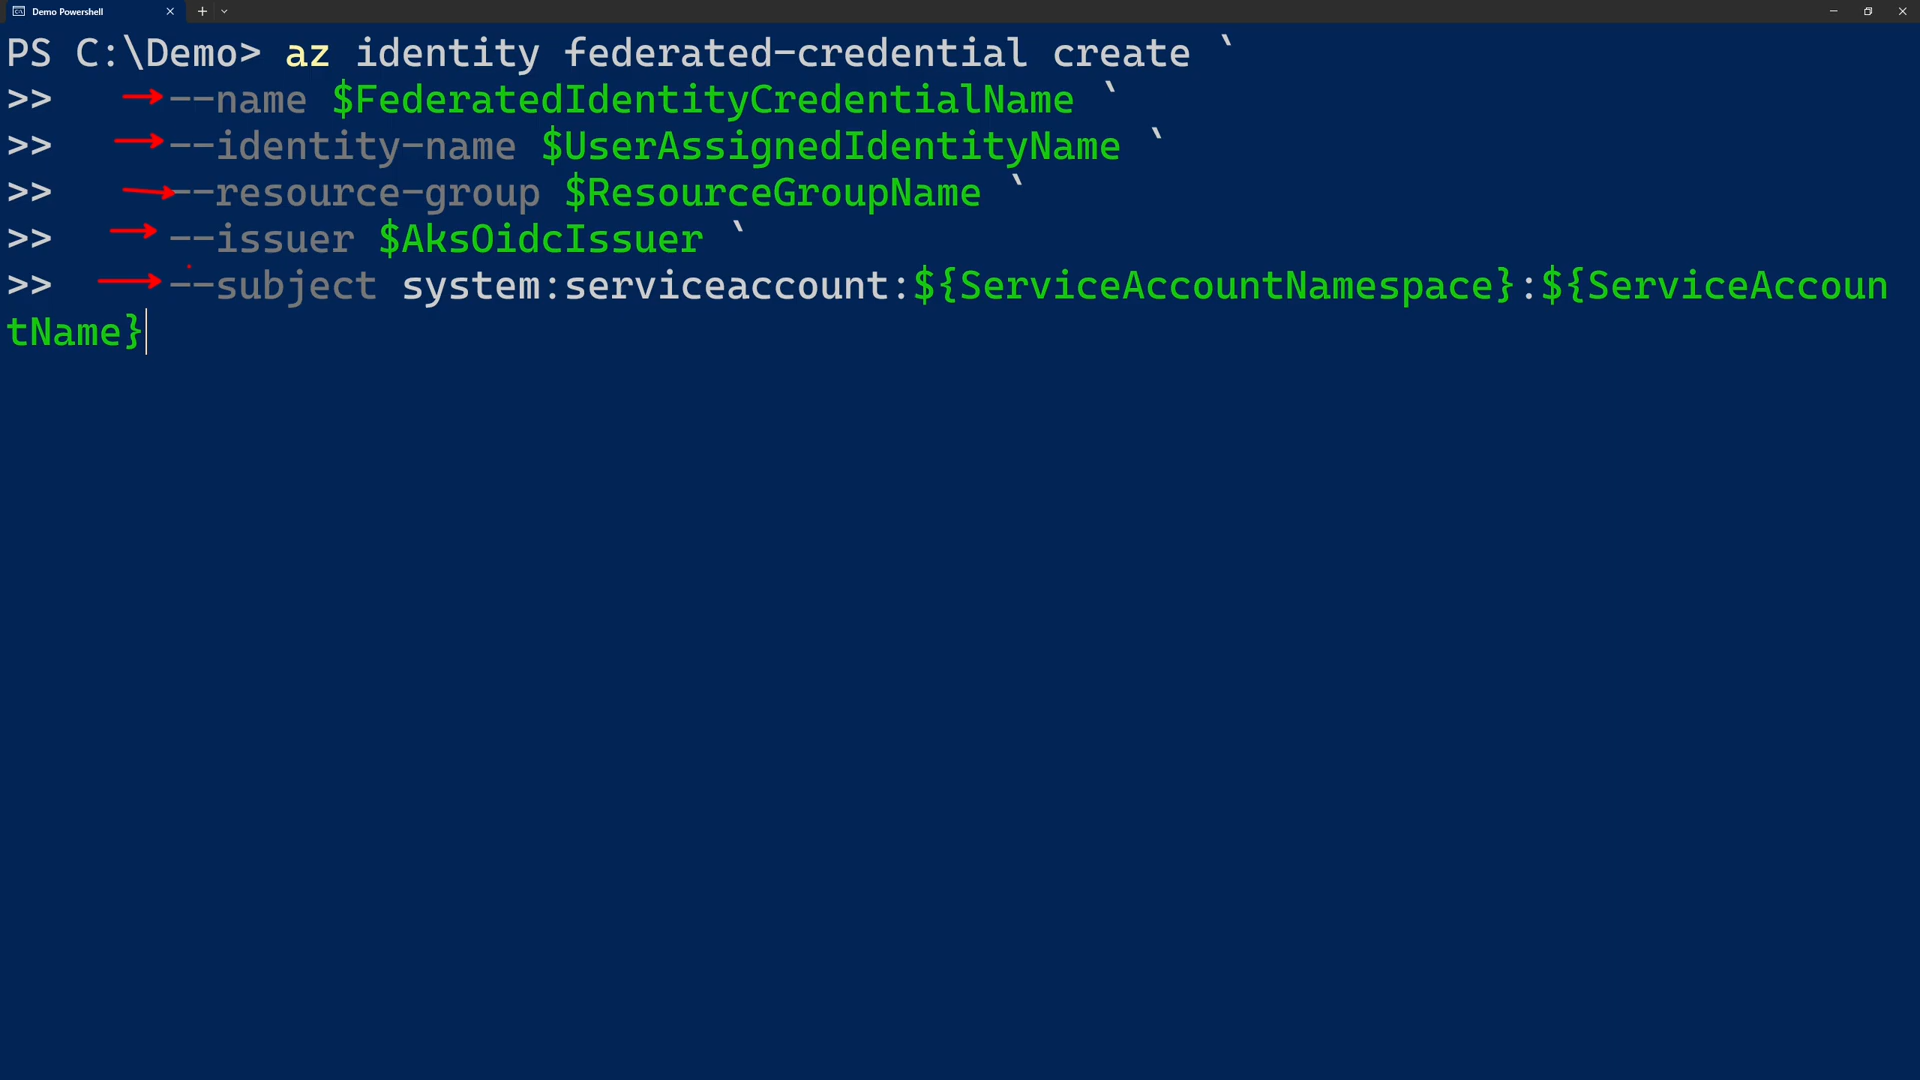 Demo Powershell
PS C:\Demo> az identity federated-credential create `
>> --name $FederatedIdentityCredentialName `
>> --identity-name $UserAssignedIdentityName `
>> --resource-group $ResourceGroupName `
>> --issuer $AksOidcIssuer `
>> --subject system:serviceaccount:${ServiceAccountNamespace}:${ServiceAccoun
tName}